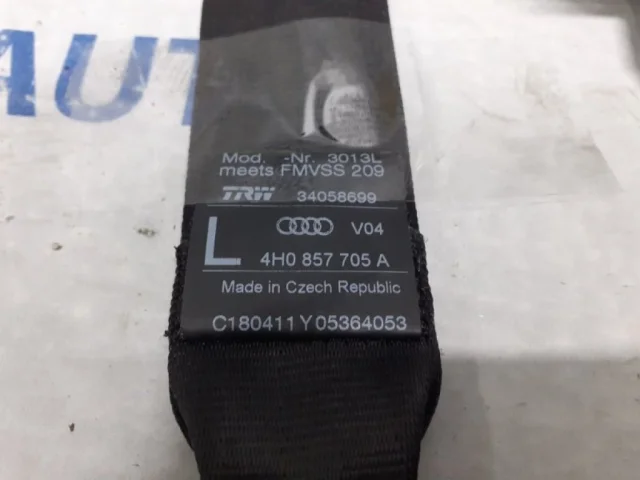 AUT
Mod. -Nr. 3013L
meets FMVSS 209
TRW 34058699
V04
L 4H0 857 705 A
Made in Czech Republic
C180411Y05364053